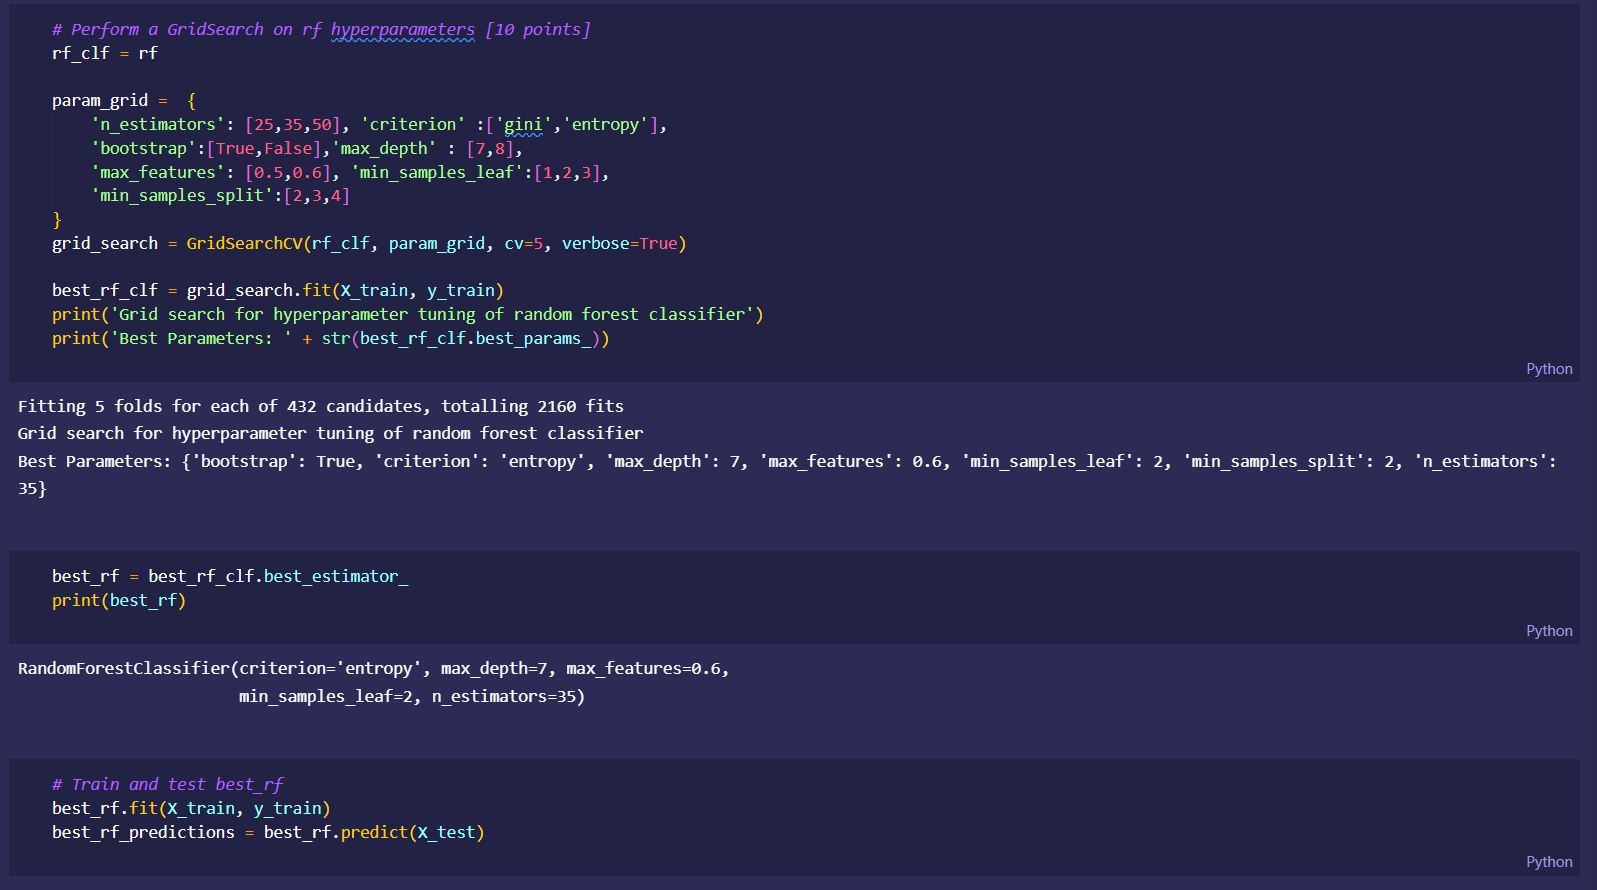 # Perform a GridSearch on rf hyperparameters [10 points]
rf_clf = rf
param_grid =  {
    'n_estimators': [25,35,50], 'criterion' :['gini','entropy'],
    'bootstrap':[True,False],'max_depth' : [7,8],
    'max_features': [0.5,0.6], 'min_samples_leaf':[1,2,3],
    'min_samples_split':[2,3,4]
}
grid_search = GridSearchCV(rf_clf, param_grid, cv=5, verbose=True)
best_rf_clf = grid_search.fit(X_train, y_train)
print('Grid search for hyperparameter tuning of random forest classifier')
print('Best Parameters: ' + str(best_rf_clf.best_params_))
Python
Fitting 5 folds for each of 432 candidates, totalling 2160 fits
Grid search for hyperparameter tuning of random forest classifier
Best Parameters: {'bootstrap': True, 'criterion': 'entropy', 'max_depth': 7, 'max_features': 0.6, 'min_samples_leaf': 2, 'min_samples_split': 2, 'n_estimators':
35}
best_rf = best_rf_clf.best_estimator_
print(best_rf)
Python
RandomForestClassifier(criterion='entropy', max_depth=7, max_features=0.6,
                       min_samples_leaf=2, n_estimators=35)
# Train and test best_rf
best_rf.fit(X_train, y_train)
best_rf_predictions = best_rf.predict(X_test)
Python